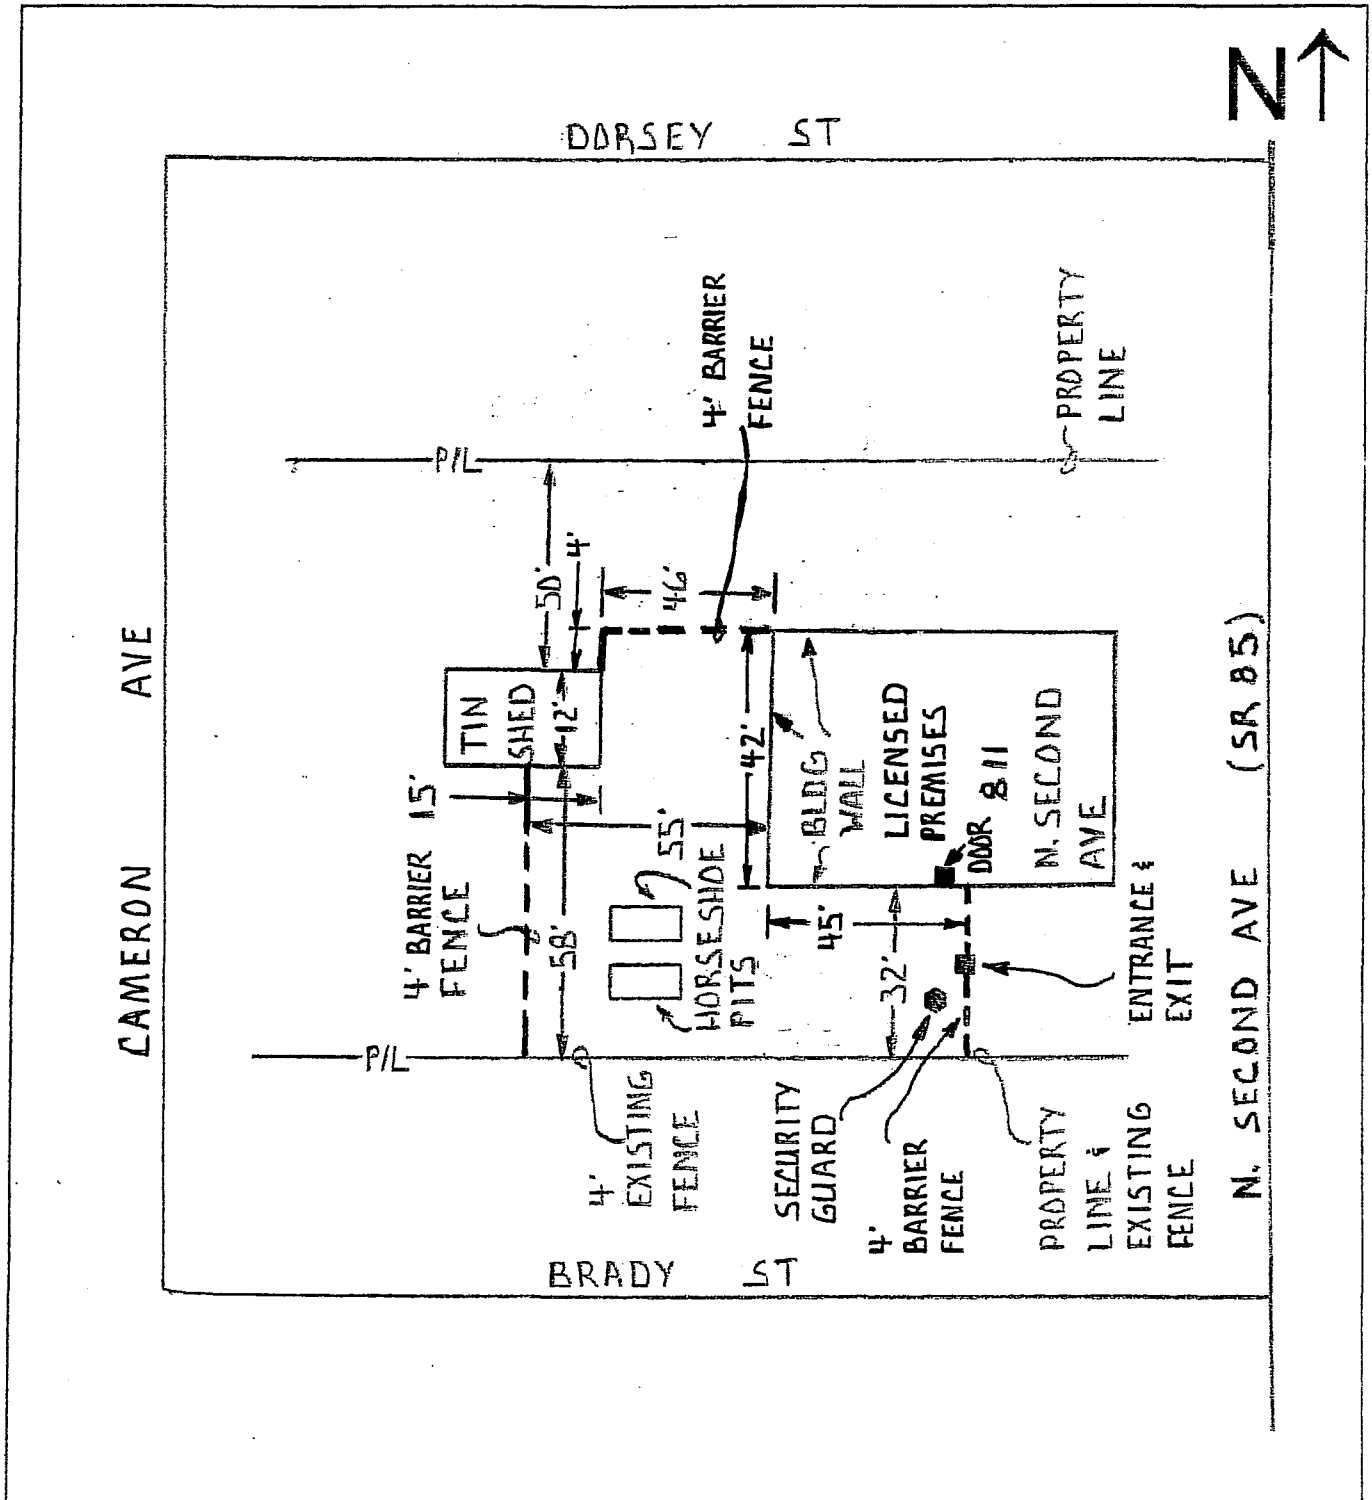 N
DORSEY ST
CAMERON AVE
N. SECOND AVE (SR 85)
BRADY ST
4' BARRIER
FENCE
PROPERTY
LINE
P/L
50'
4'
46'
TIN
SHED
12'
15'
4' BARRIER
FENCE
58'
55'
42'
HORSESHOE
PITS
BLDG
WALL
LICENSED
PREMISES
DOOR
811
N. SECOND
AVE
45'
32'
ENTRANCE &
EXIT
P/L
4'
EXISTING
FENCE
SECURITY
GUARD
4'
BARRIER
FENCE
PROPERTY
LINE &
EXISTING
FENCE